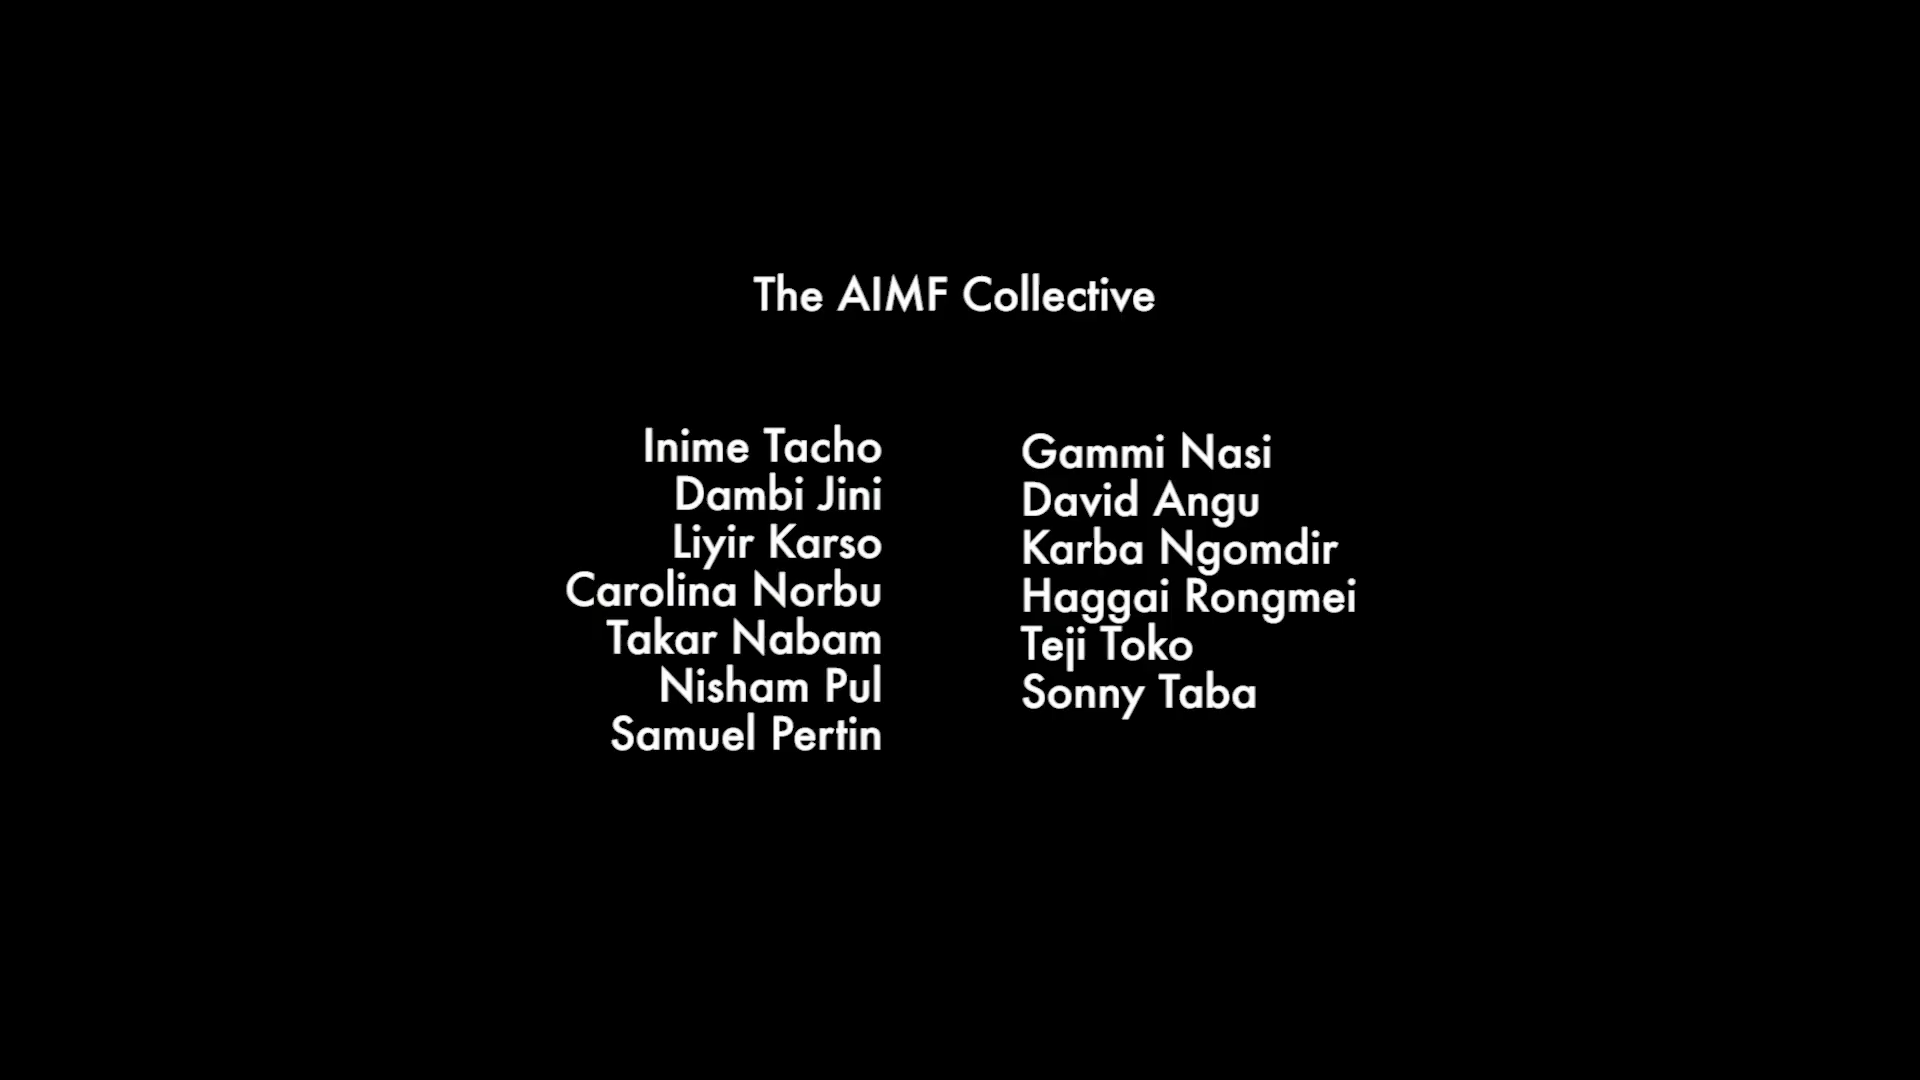 The AIMF Collective
Inime Tacho
Dambi Jini
Liyir Karso
Carolina Norbu
Takar Nabam
Nisham Pul
Samuel Pertin
Gammi Nasi
David Angu
Karba Ngomdir
Haggai Rongmei
Teji Toko
Sonny Taba